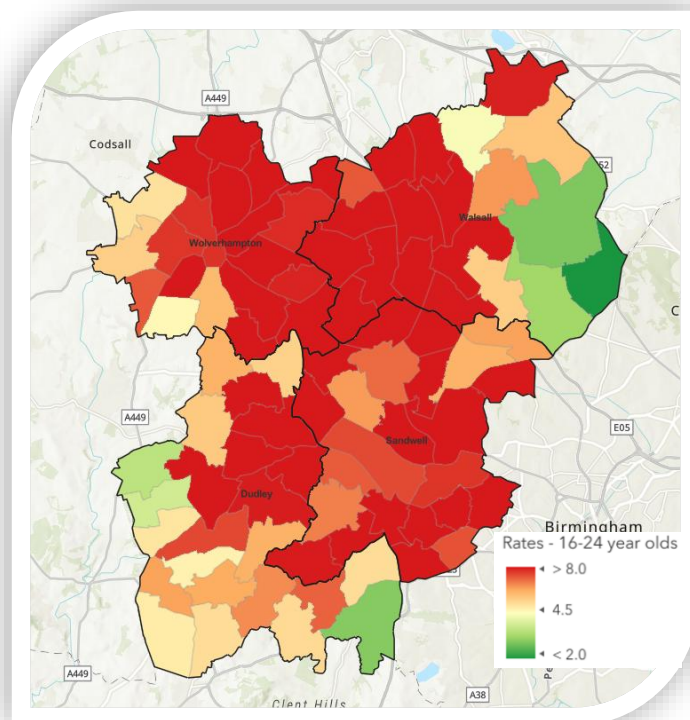 A449
Codsall
62
Walsall
Wolverhampton
C
A449
E05
Sandwell
Dudley
Birmingham
Rates - 16-24 year olds
> 8.0
4.5
< 2.0
A449
A38
Clent Hills